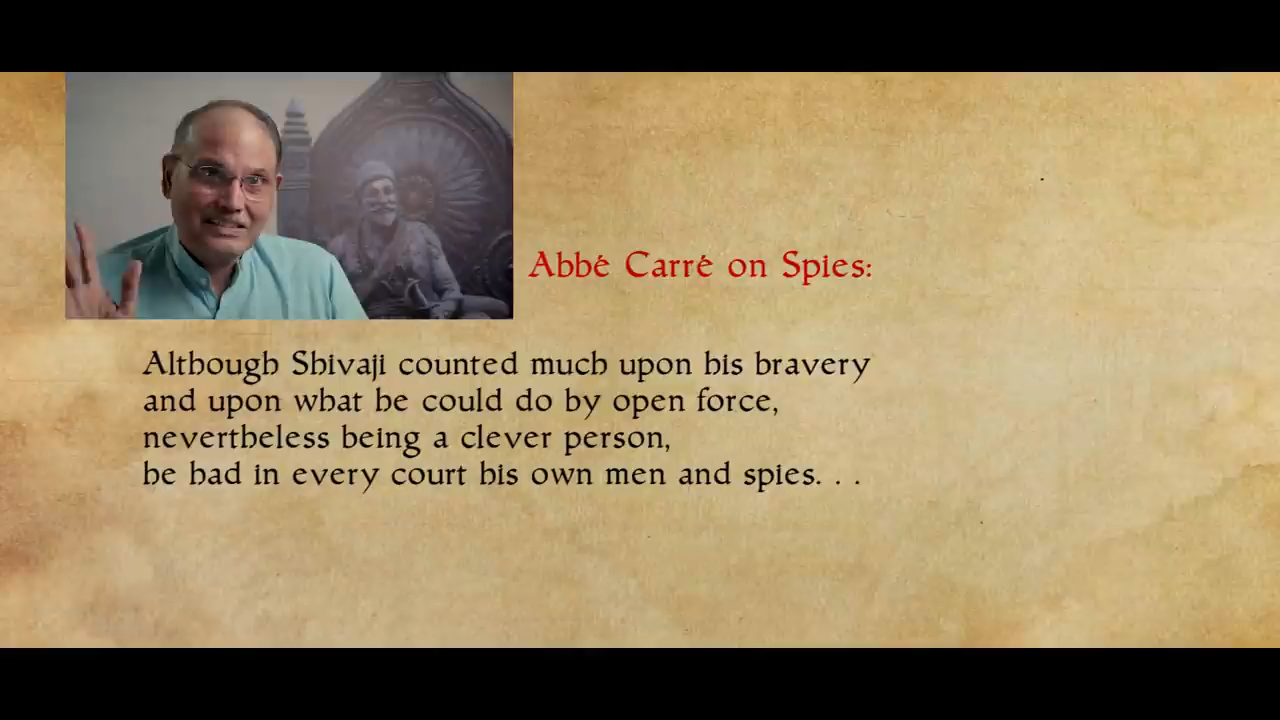 Abbé Carré on Spies:
Although Shivaji counted much upon his bravery
and upon what he could do by open force,
nevertheless being a clever person,
he had in every court his own men and spies. . .